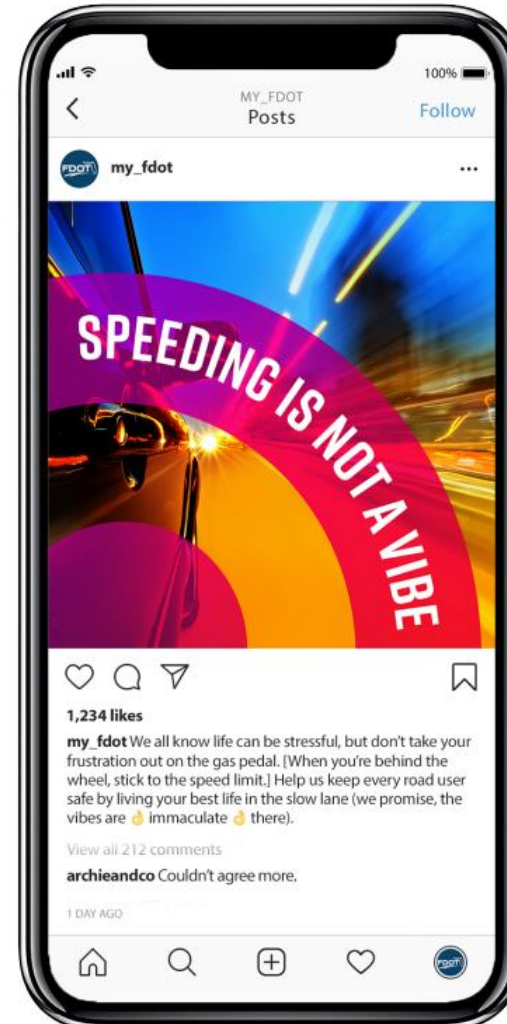 100%
MY_FDOT
Posts
Follow
FDOT
my_fdot
SPEEDING IS NOT A VIBE
1,234 likes
my_fdot We all know life can be stressful, but don’t take your
frustration out on the gas pedal. [When you’re behind the
wheel, stick to the speed limit.] Help us keep every road user
safe by living your best life in the slow lane (we promise, the
vibes are 👌 immaculate 👌 there).
View all 212 comments
archieandco Couldn’t agree more.
1 DAY AGO
FDOT